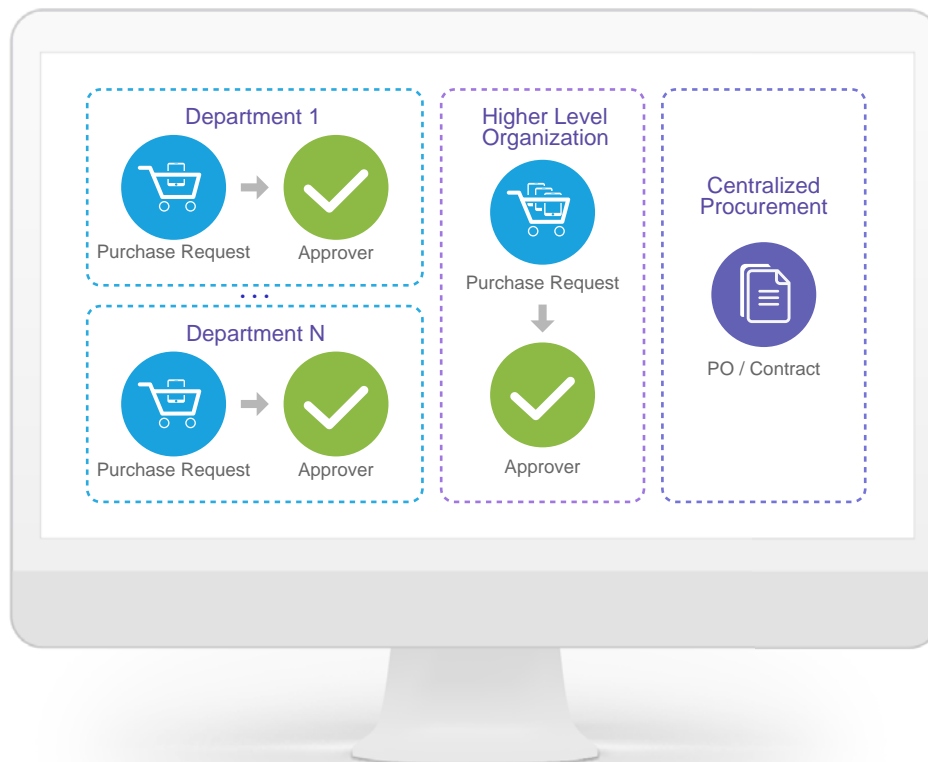 Department 1
Purchase Request
Approver
...
Department N
Purchase Request
Approver
Higher Level
Organization
Purchase Request
Approver
Centralized
Procurement
PO / Contract